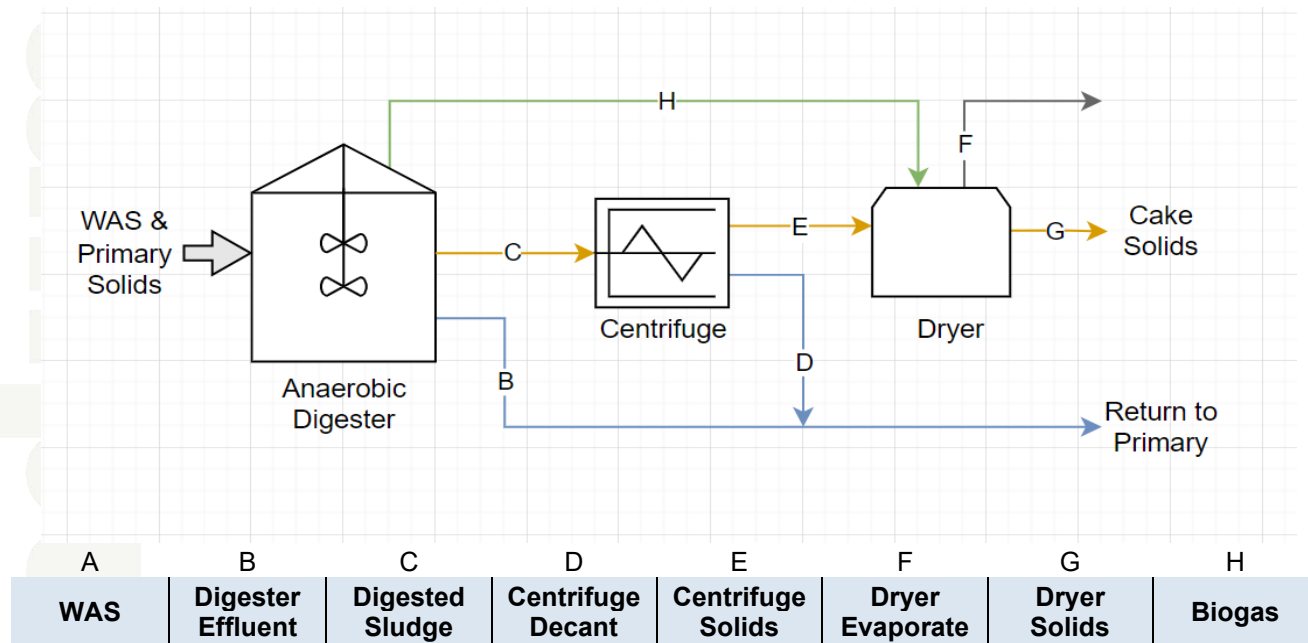 H
F
WAS &
Primary
Solids
E
Cake
Solids
G
C
Centrifuge
Dryer
D
B
Anaerobic
Digester
Return to
Primary
A B C D E F G H
WAS Digester Effluent Digested Sludge Centrifuge Decant Centrifuge Solids Dryer Evaporate Dryer Solids Biogas